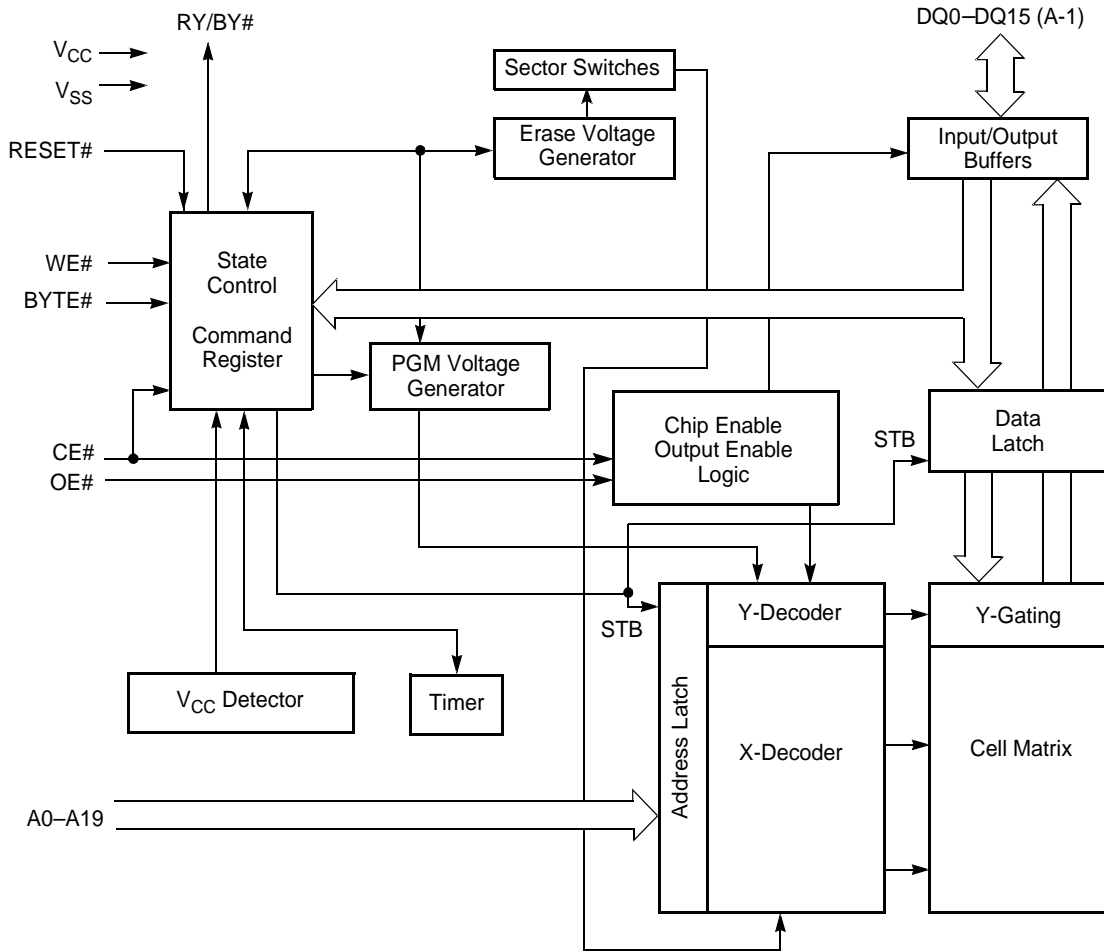 RY/BY#
DQ0–DQ15 (A-1)
VCC
VSS
Sector Switches
Erase Voltage
Generator
Input/Output
Buffers
RESET#
WE#
BYTE#
State
Control
Command
Register
PGM Voltage
Generator
Chip Enable
Output Enable
Logic
STB
Data
Latch
CE#
OE#
STB
Y-Decoder
Y-Gating
VCC Detector
Timer
Address Latch
X-Decoder
Cell Matrix
A0–A19